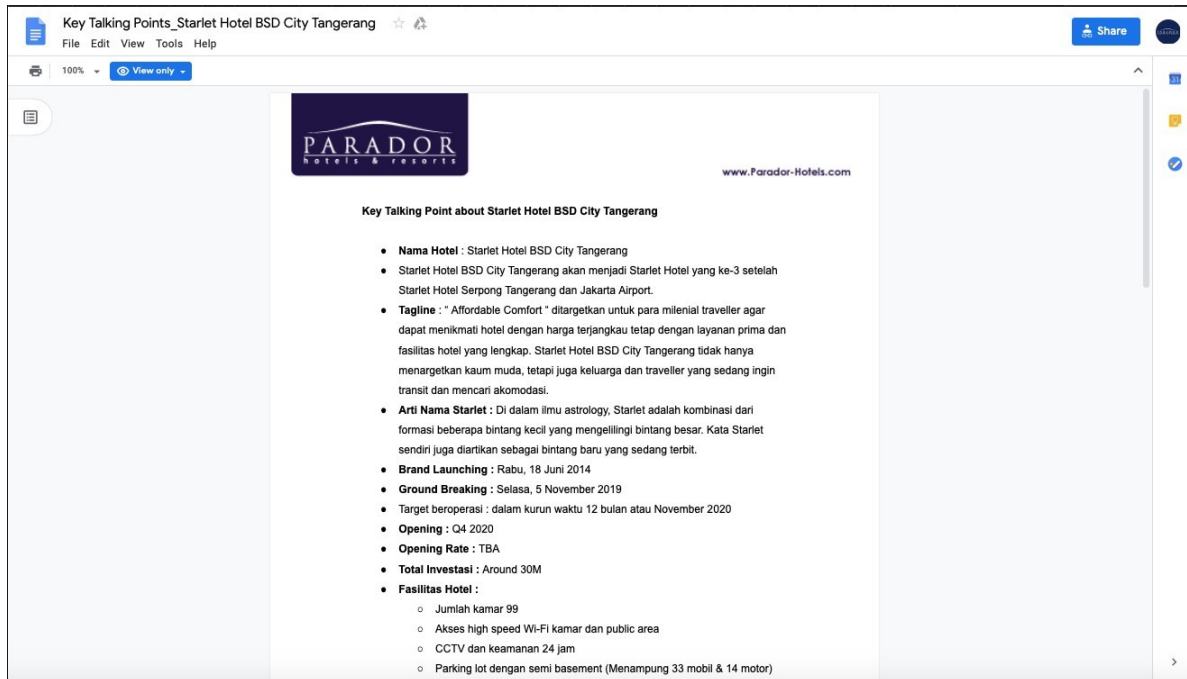 Key Talking Points_Starlet Hotel BSD City Tangerang
File Edit View Tools Help
Share
100%
View only
PARADOR
hotels & resorts
www.Parador-Hotels.com
Key Talking Point about Starlet Hotel BSD City Tangerang
● Nama Hotel : Starlet Hotel BSD City Tangerang
● Starlet Hotel BSD City Tangerang akan menjadi Starlet Hotel yang ke-3 setelah
Starlet Hotel Serpong Tangerang dan Jakarta Airport.
● Tagline : “ Affordable Comfort “ ditargetkan untuk para milenial traveller agar
dapat menikmati hotel dengan harga terjangkau tetap dengan layanan prima dan
fasilitas hotel yang lengkap. Starlet Hotel BSD City Tangerang tidak hanya
menargetkan kaum muda, tetapi juga keluarga dan traveller yang sedang ingin
transit dan mencari akomodasi.
● Arti Nama Starlet : Di dalam ilmu astrology, Starlet adalah kombinasi dari
formasi beberapa bintang kecil yang mengelilingi bintang besar. Kata Starlet
sendiri juga diartikan sebagai bintang baru yang sedang terbit.
● Brand Launching : Rabu, 18 Juni 2014
● Ground Breaking : Selasa, 5 November 2019
● Target beroperasi : dalam kurun waktu 12 bulan atau November 2020
● Opening : Q4 2020
● Opening Rate : TBA
● Total Investasi : Around 30M
● Fasilitas Hotel :
○ Jumlah kamar 99
○ Akses high speed Wi-Fi kamar dan public area
○ CCTV dan keamanan 24 jam
○ Parking lot dengan semi basement (Menampung 33 mobil & 14 motor)